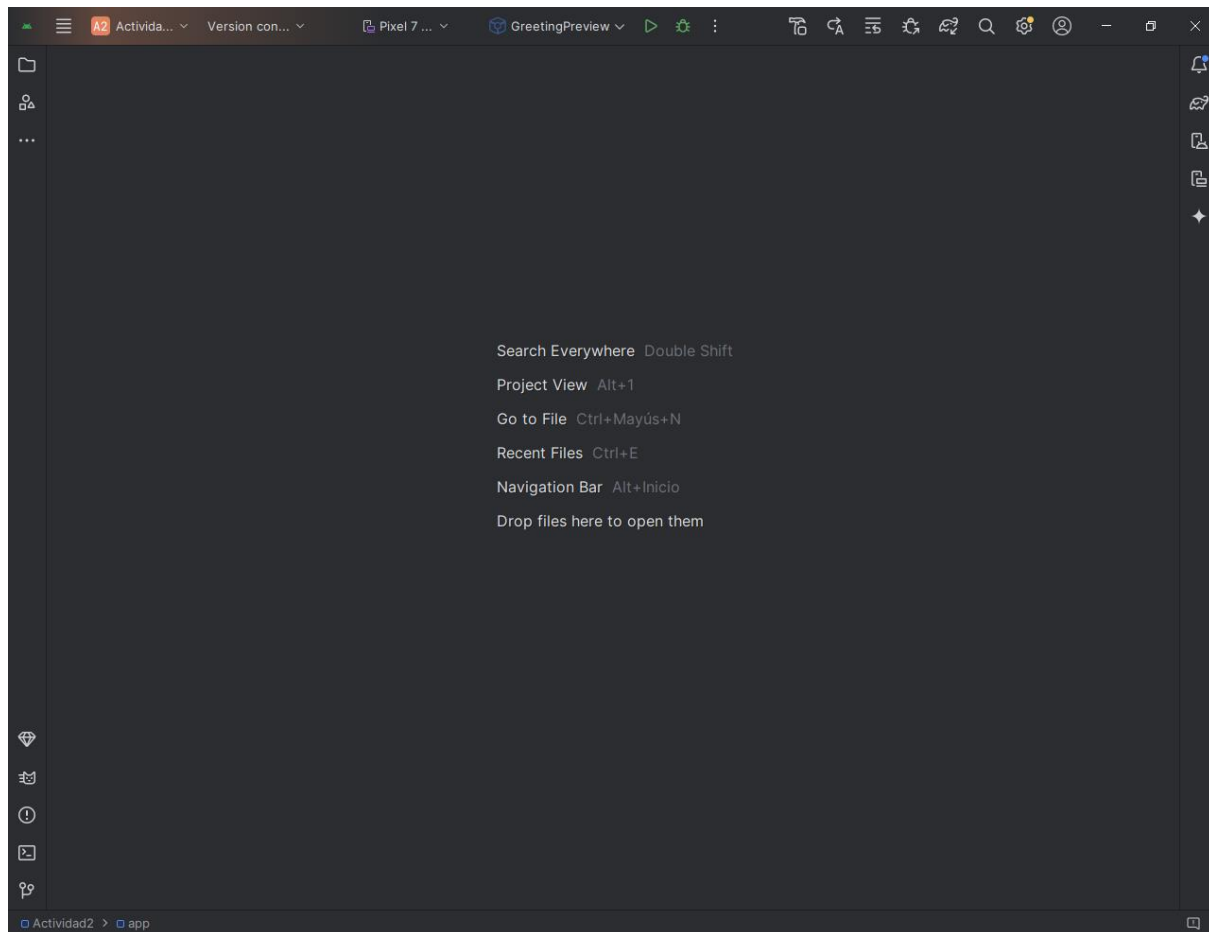 A2 Activida... Version con... Pixel 7 ... GreetingPreview
Search Everywhere Double Shift
Project View Alt+1
Go to File Ctrl+Mayús+N
Recent Files Ctrl+E
Navigation Bar Alt+Inicio
Drop files here to open them
Actividad2 > app